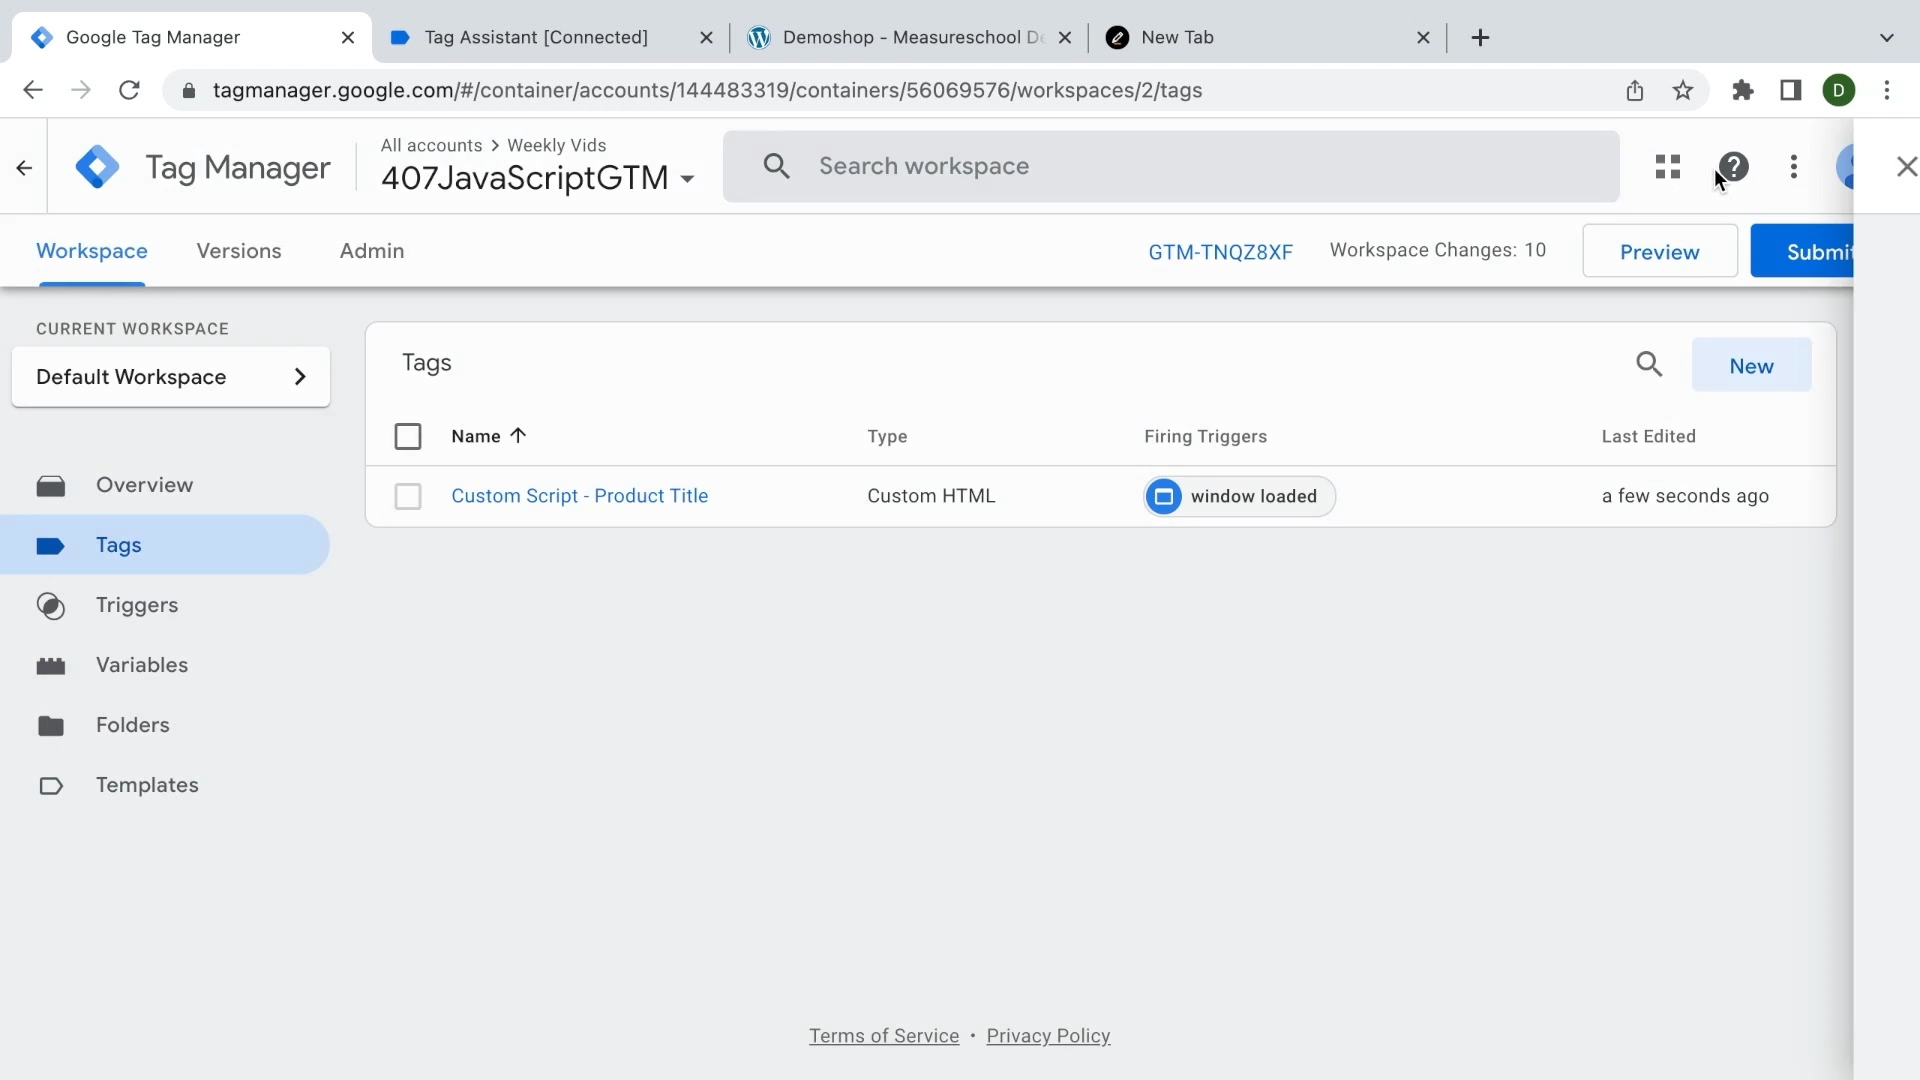 Google Tag Manager
Tag Assistant [Connected]
Demoshop - Measureschool De
New Tab
tagmanager.google.com/#/container/accounts/144483319/containers/56069576/workspaces/2/tags
D
Tag Manager
All accounts > Weekly Vids
407JavaScriptGTM
Search workspace
Workspace
Versions
Admin
GTM-TNQZ8XF
Workspace Changes: 10
Preview
Submit
CURRENT WORKSPACE
Default Workspace
Overview
Tags
Triggers
Variables
Folders
Templates
Tags
New
Name
Type
Firing Triggers
Last Edited
Custom Script - Product Title
Custom HTML
window loaded
a few seconds ago
Terms of Service • Privacy Policy